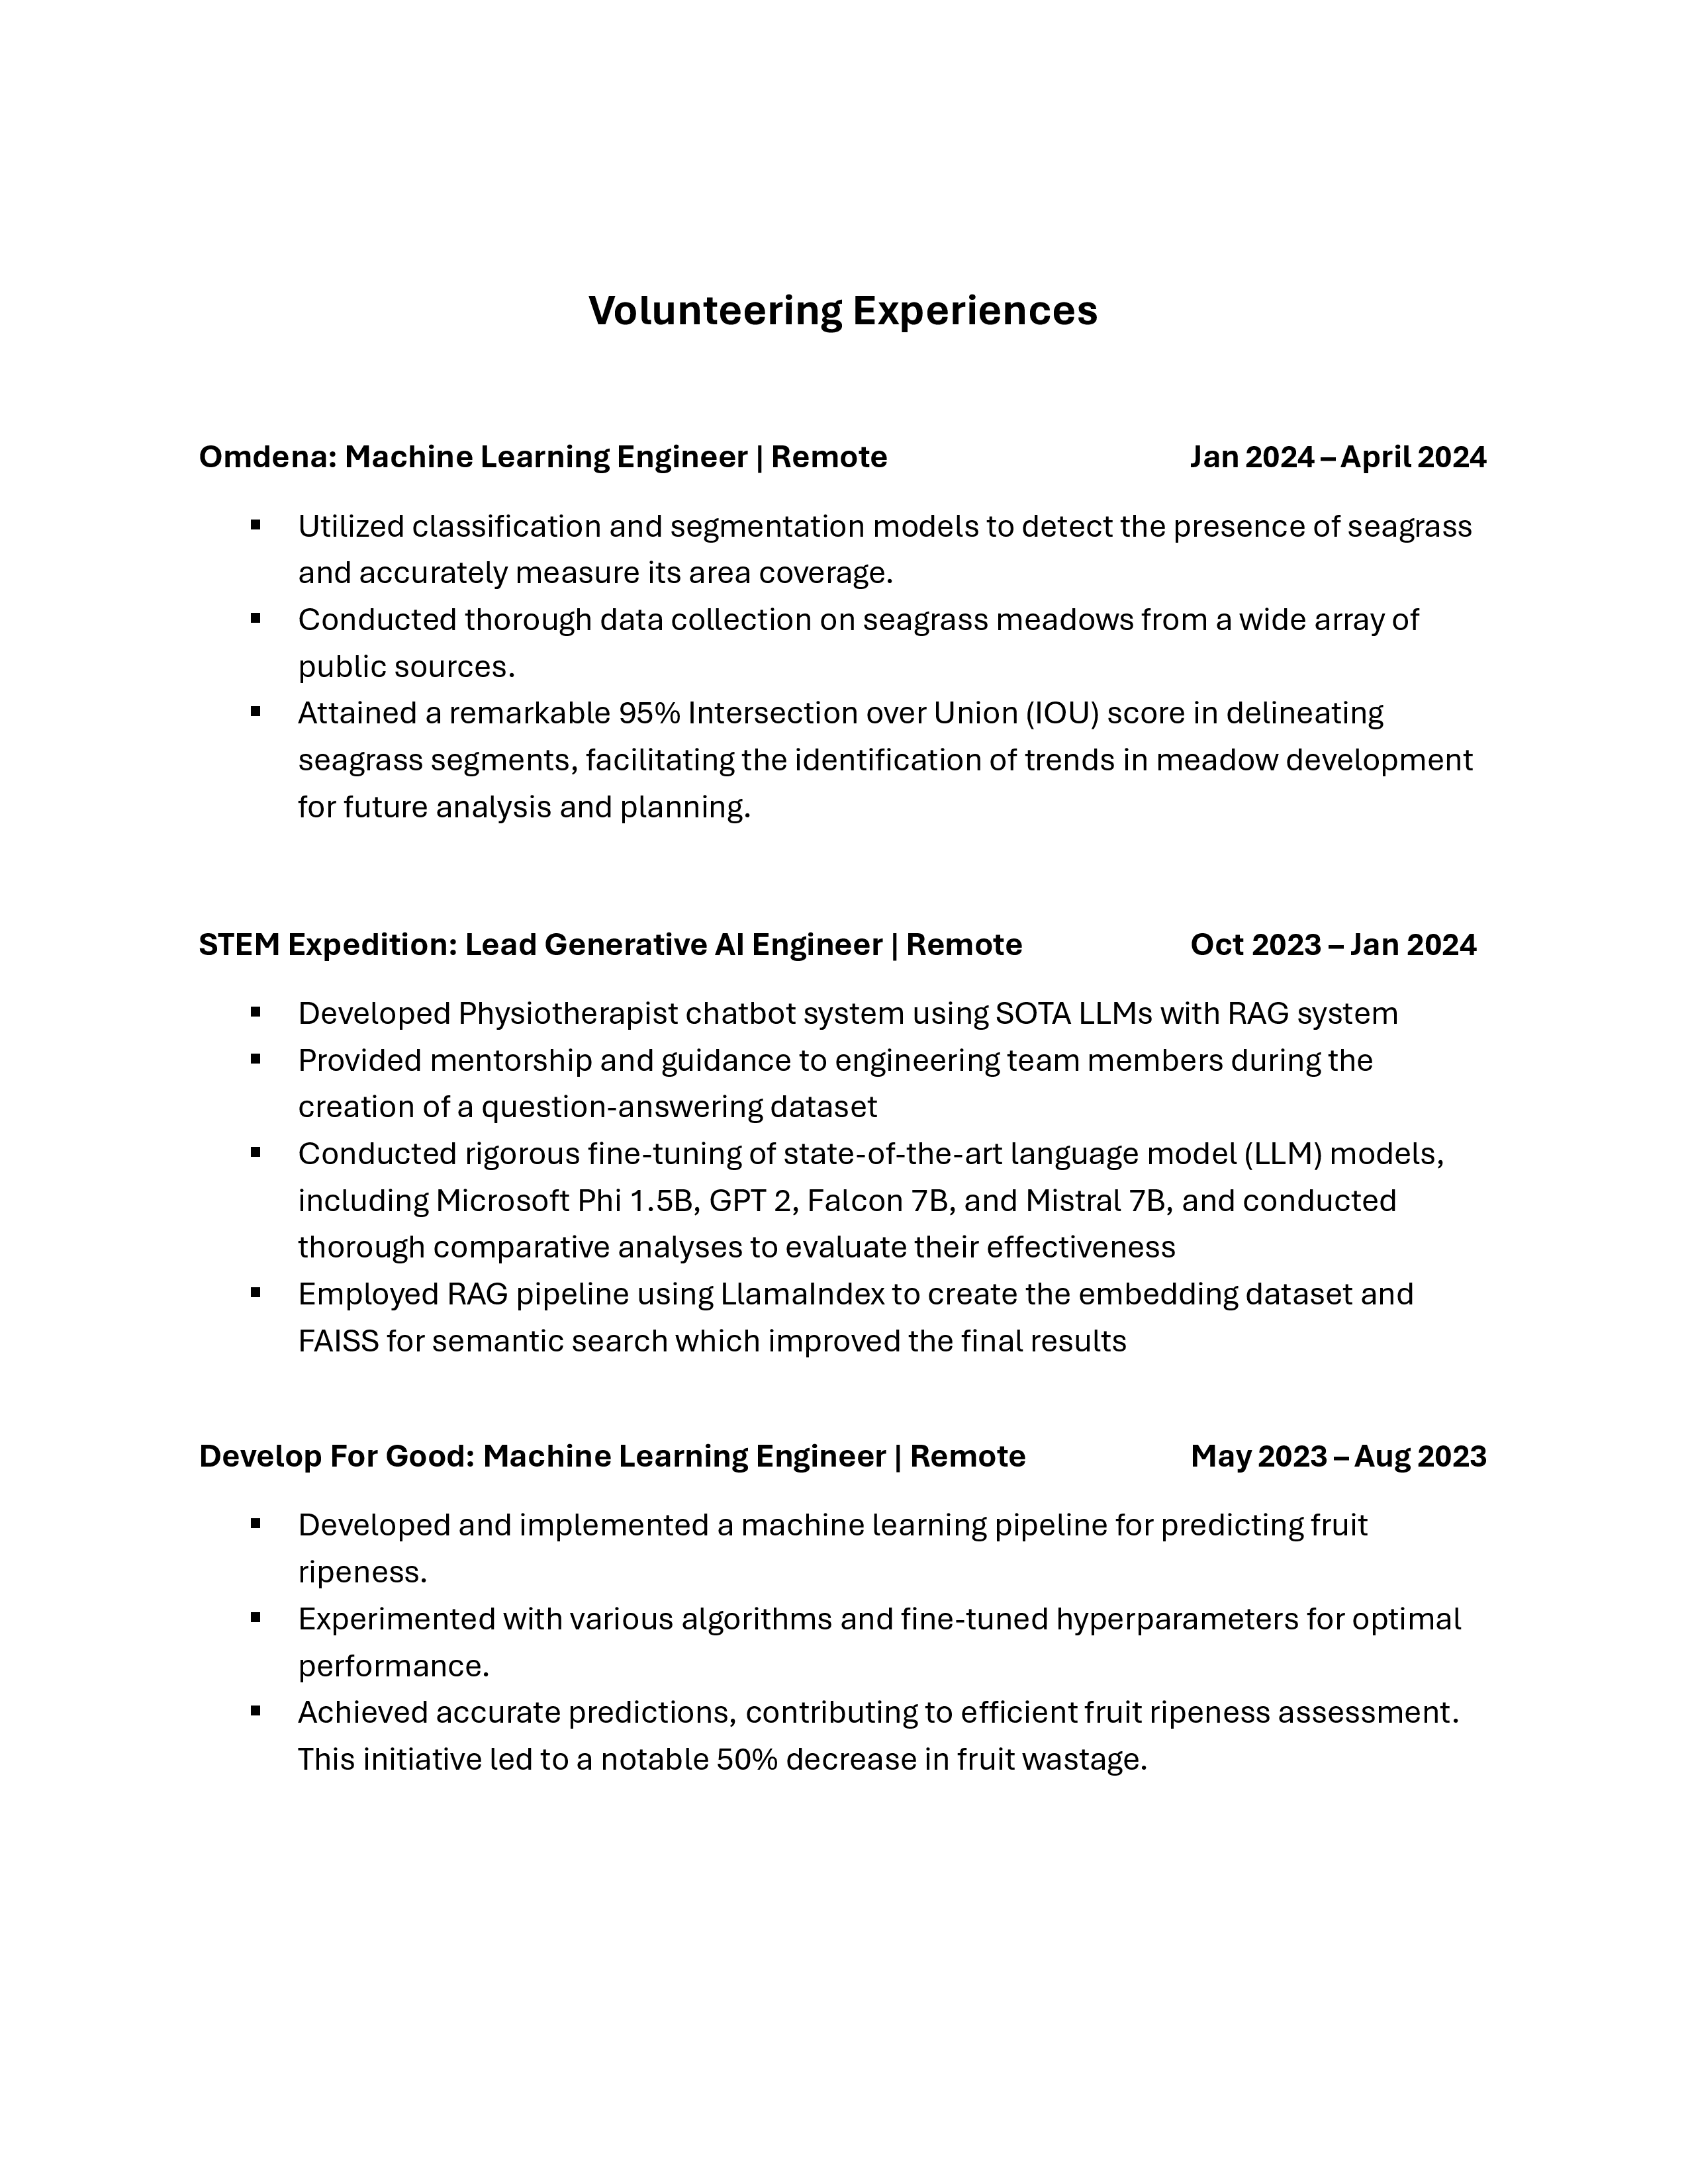 Volunteering Experiences
Omdena: Machine Learning Engineer | Remote Jan 2024 – April 2024
▪ Utilized classification and segmentation models to detect the presence of seagrass
and accurately measure its area coverage.
▪ Conducted thorough data collection on seagrass meadows from a wide array of
public sources.
▪ Attained a remarkable 95% Intersection over Union (IOU) score in delineating
seagrass segments, facilitating the identification of trends in meadow development
for future analysis and planning.
STEM Expedition: Lead Generative AI Engineer | Remote Oct 2023 – Jan 2024
▪ Developed Physiotherapist chatbot system using SOTA LLMs with RAG system
▪ Provided mentorship and guidance to engineering team members during the
creation of a question-answering dataset
▪ Conducted rigorous fine-tuning of state-of-the-art language model (LLM) models,
including Microsoft Phi 1.5B, GPT 2, Falcon 7B, and Mistral 7B, and conducted
thorough comparative analyses to evaluate their effectiveness
▪ Employed RAG pipeline using LlamaIndex to create the embedding dataset and
FAISS for semantic search which improved the final results
Develop For Good: Machine Learning Engineer | Remote May 2023 – Aug 2023
▪ Developed and implemented a machine learning pipeline for predicting fruit
ripeness.
▪ Experimented with various algorithms and fine-tuned hyperparameters for optimal
performance.
▪ Achieved accurate predictions, contributing to efficient fruit ripeness assessment.
This initiative led to a notable 50% decrease in fruit wastage.